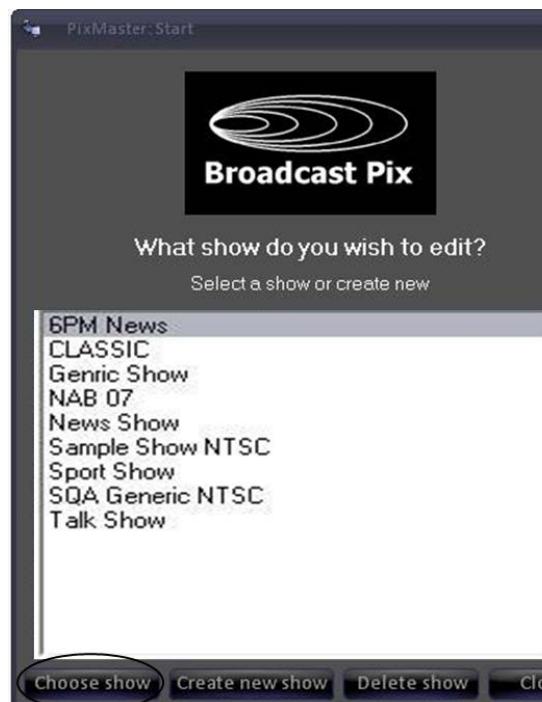 PixMaster:Start
Broadcast Pix
What show do you wish to edit?
Select a show or create new
6PM News
CLASSIC
Genric Show
NAB 07
News Show
Sample Show NTSC
Sport Show
SQA Generic NTSC
Talk Show
Choose show Create new show Delete show